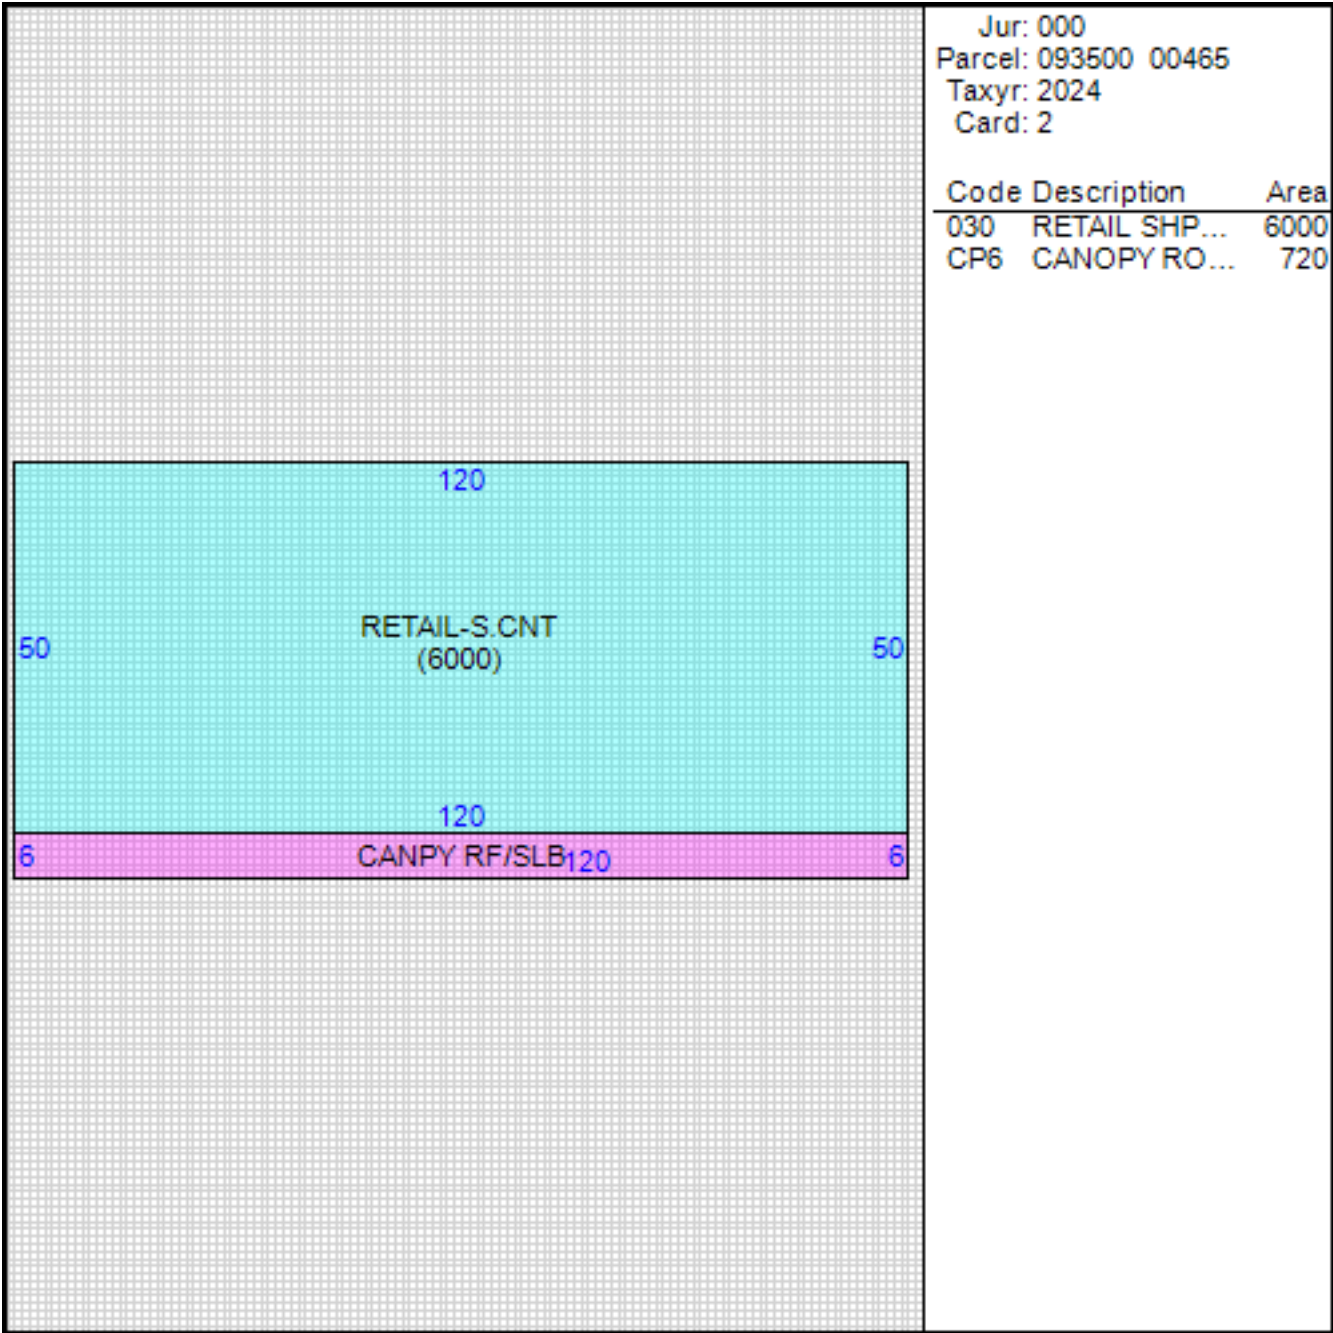 Jur: 000
Parcel: 093500 00465
Taxyr: 2024
Card: 2
Code Description Area
030 RETAIL SHP... 6000
CP6 CANOPY RO... 720
120
RETAIL-S.CNT
50 50
(6000)
120
6 CANPY RF/SLB 120 6